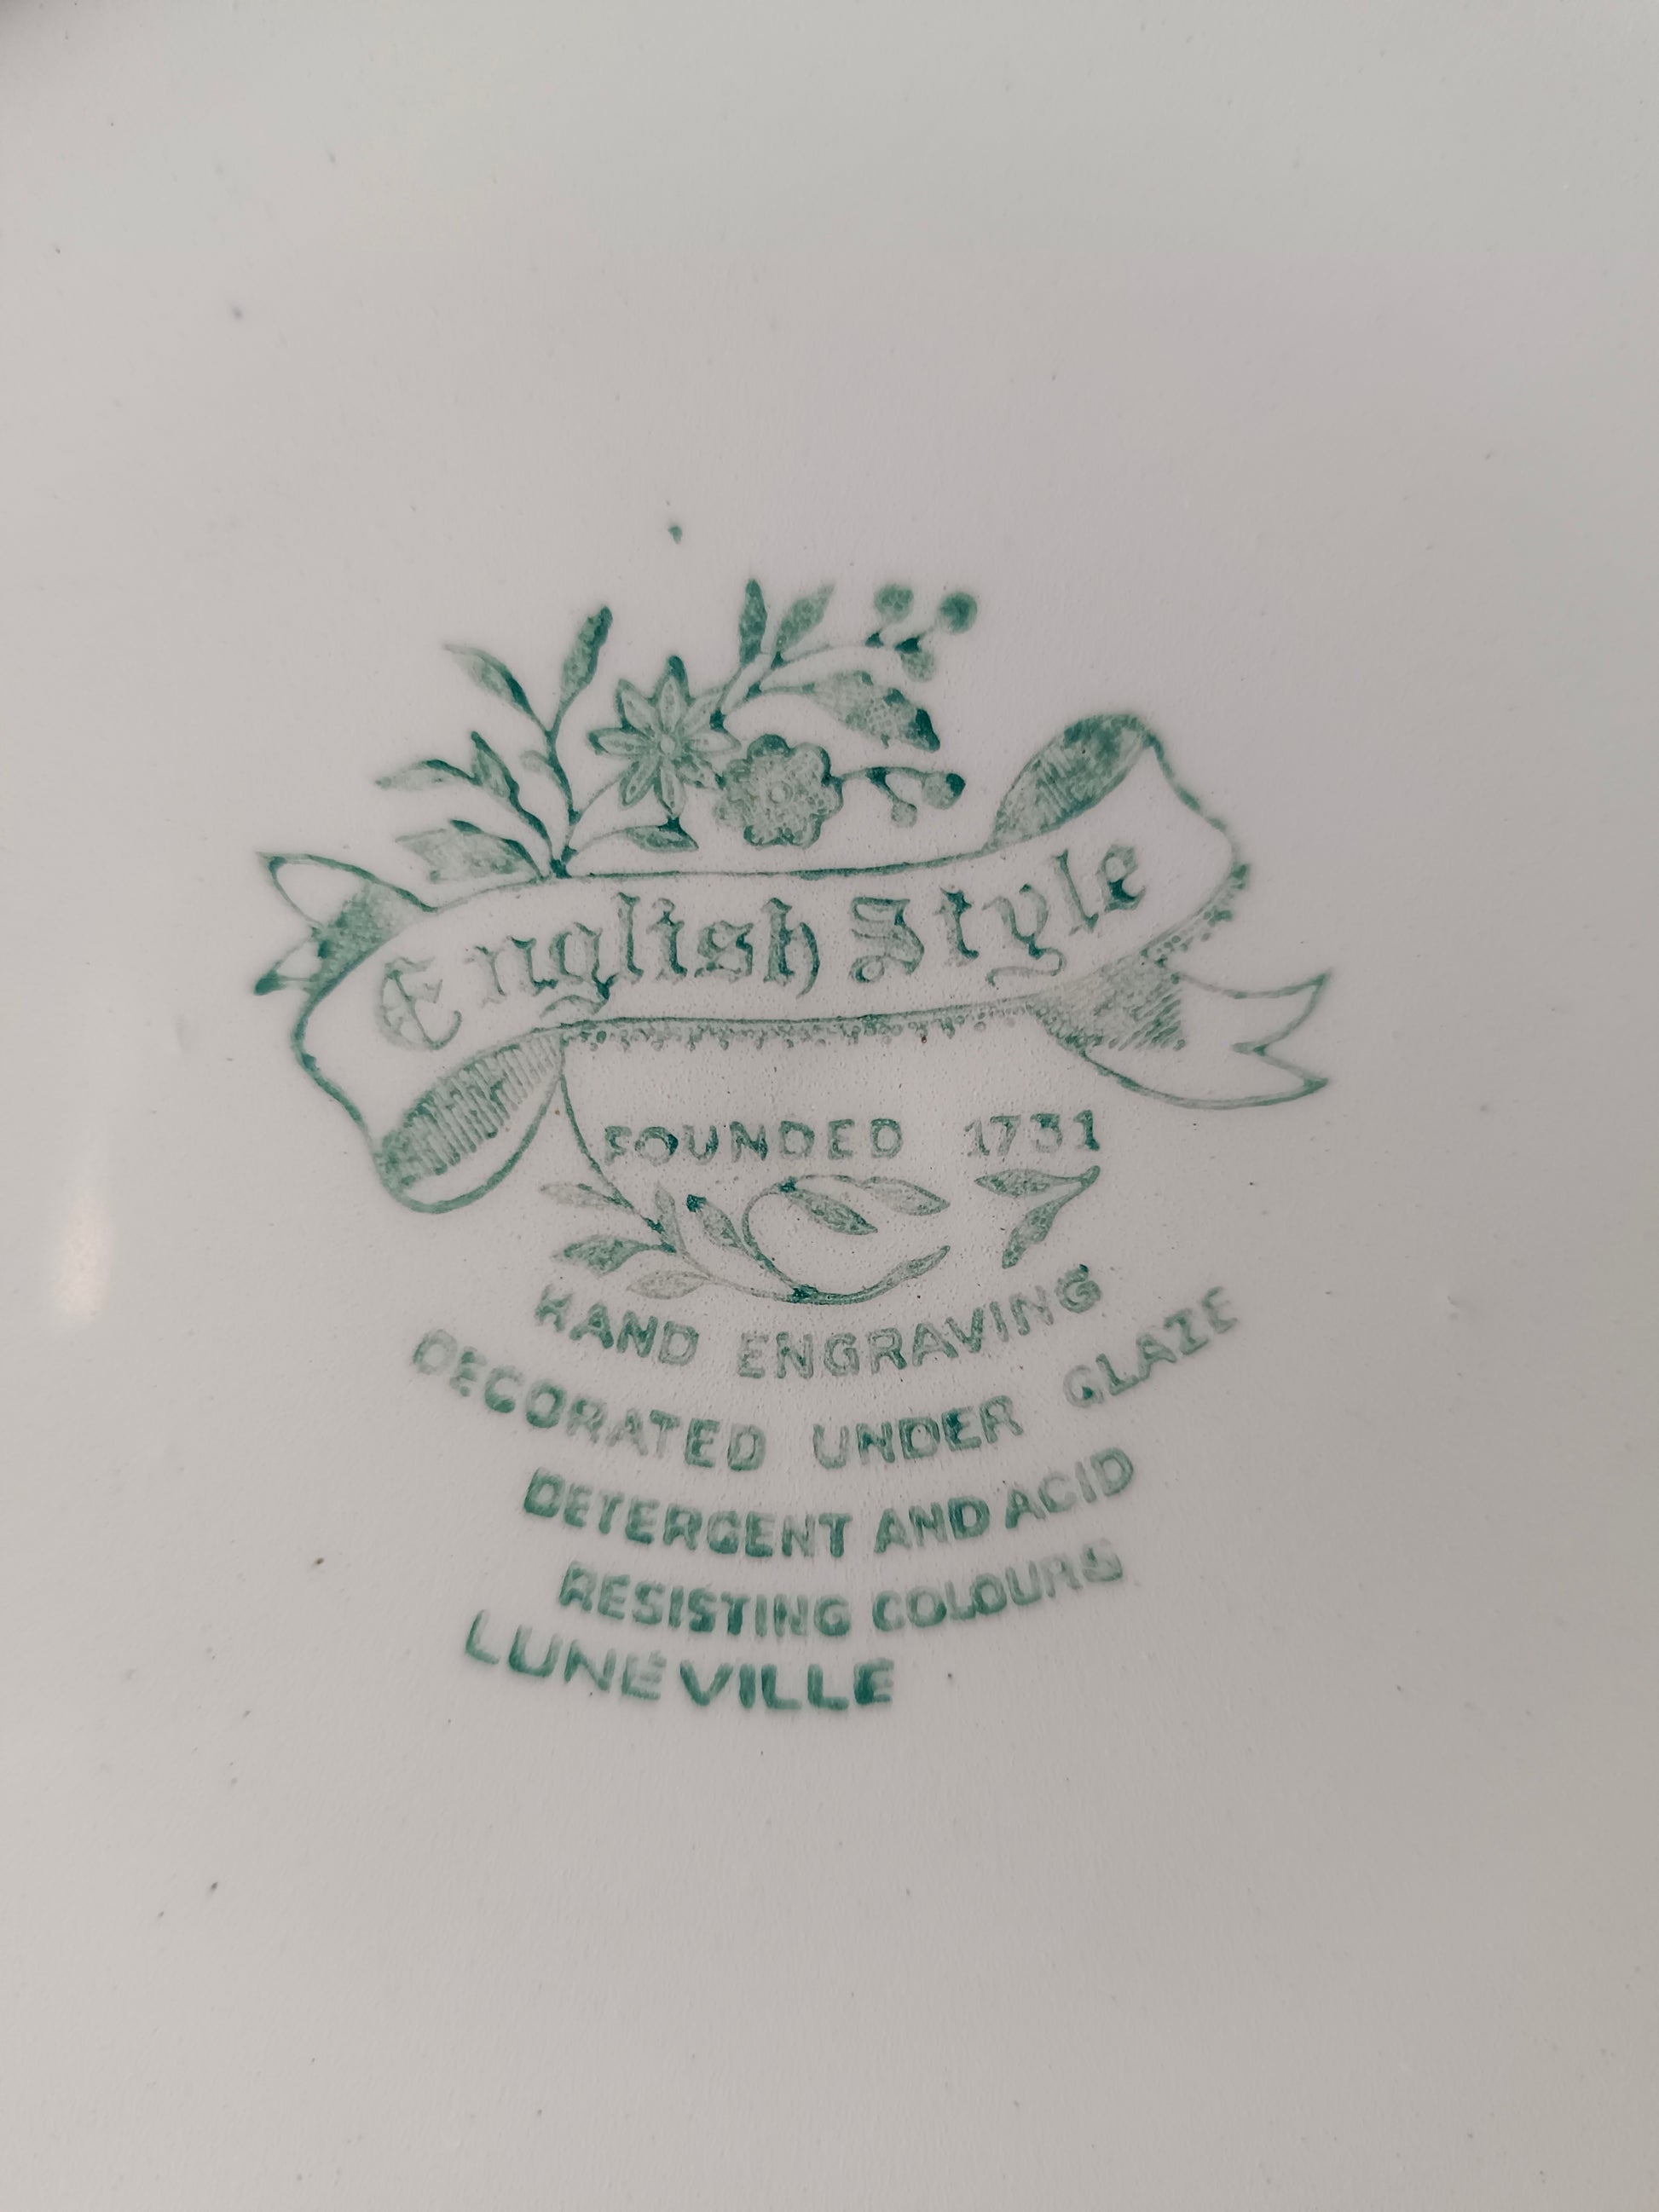 English Style
FOUNDED 1731
HAND ENGRAVING
DECORATED UNDER GLAZE
DETERGENT AND ACID
RESISTING COLOURS
LUNÉVILLE